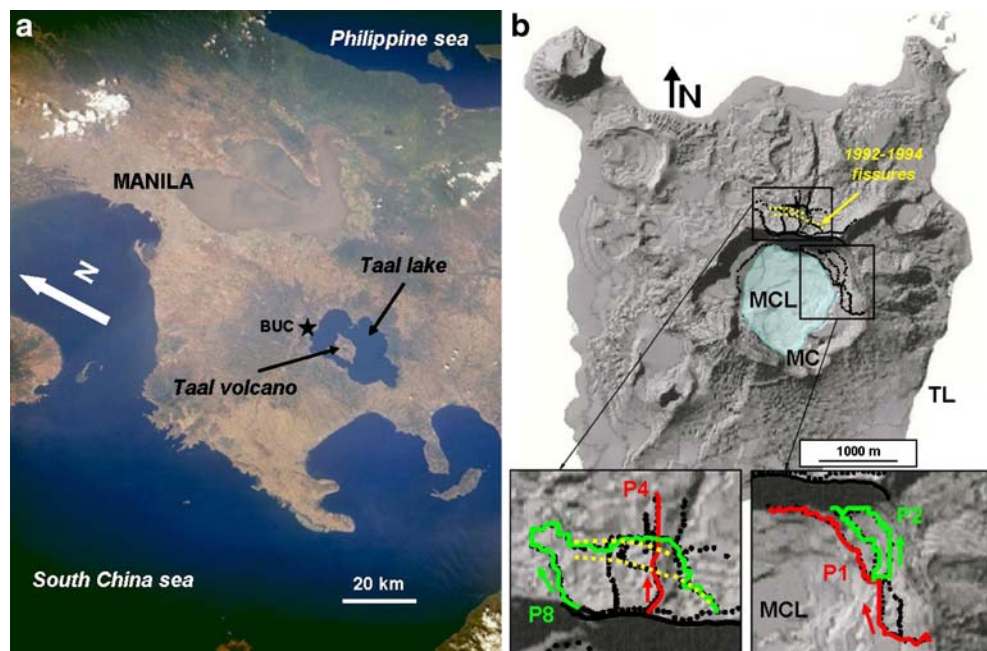 a
Philippine sea
MANILA
N
Taal lake
BUC
Taal volcano
South China sea
20 km
b
N
1992-1994
fissures
MCL
MC
TL
1000 m
P4
P8
P2
P1
MCL